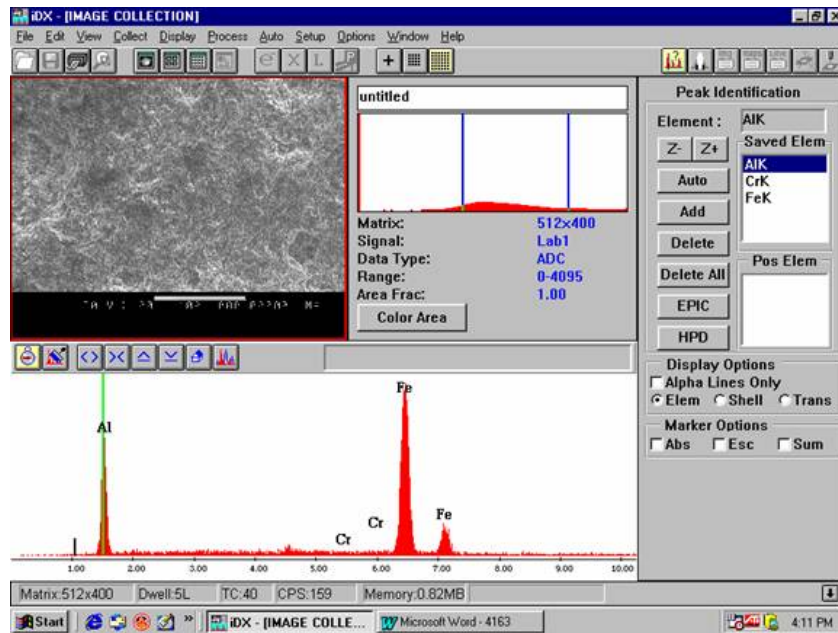 iDX - [IMAGE COLLECTION]
File Edit View Collect Display Process Auto Setup Options Window Help
untitled
Matrix: 512x400
Signal: Lab1
Data Type: ADC
Range: 0-4095
Area Frac: 1.00
Color Area
Peak Identification
Element : AlK
Z- Z+
Saved Elem
AlK
CrK
FeK
Auto
Add
Delete
Delete All
EPIC
HPD
Pos Elem
Display Options
Alpha Lines Only
Elem Shell Trans
Marker Options
Abs Esc Sum
Al
Cr
Cr
Fe
Fe
1.00 2.00 3.00 4.00 5.00 6.00 7.00 8.00 9.00 10.00
Matrix:512x400 Dwell:5L TC:40 CPS:159 Memory:0.82MB
Start iDX - [IMAGE COLLE... Microsoft Word - 4163 4:11 PM